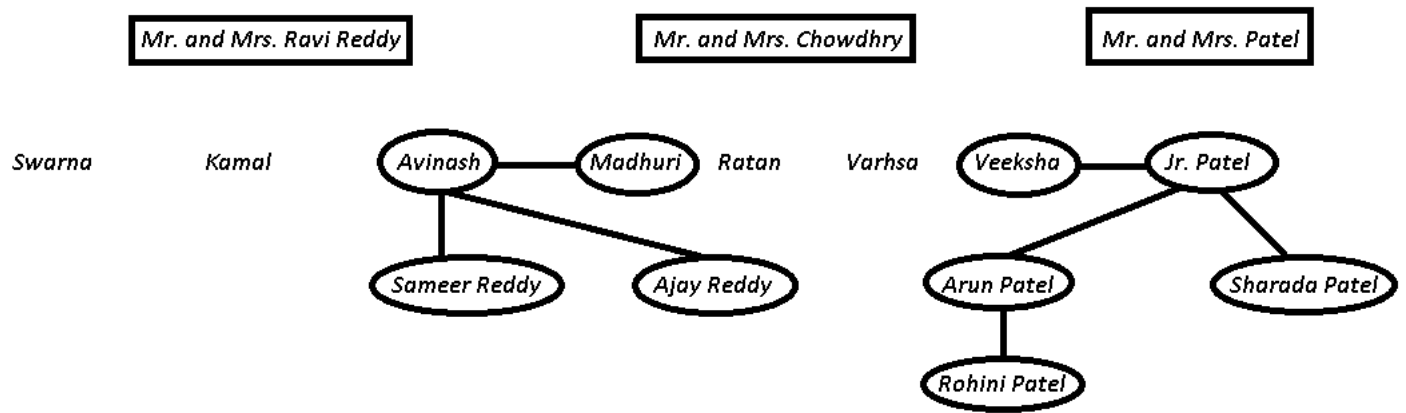 Mr. and Mrs. Ravi Reddy
Mr. and Mrs. Chowdhry
Mr. and Mrs. Patel
Swarna
Kamal
Avinash
Madhuri
Ratan
Varhsa
Veeksha
Jr. Patel
Sameer Reddy
Ajay Reddy
Arun Patel
Sharada Patel
Rohini Patel